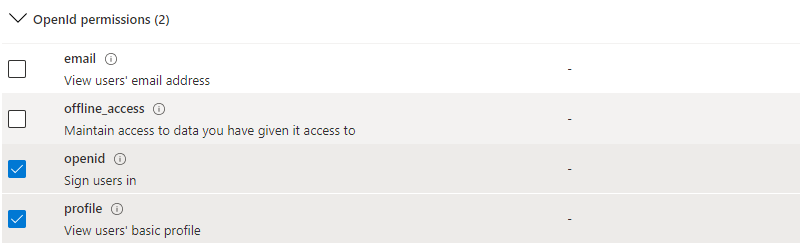 OpenId permissions (2)
email
View users' email address
-
offline_access
Maintain access to data you have given it access to
-
openid
Sign users in
-
profile
View users' basic profile
-